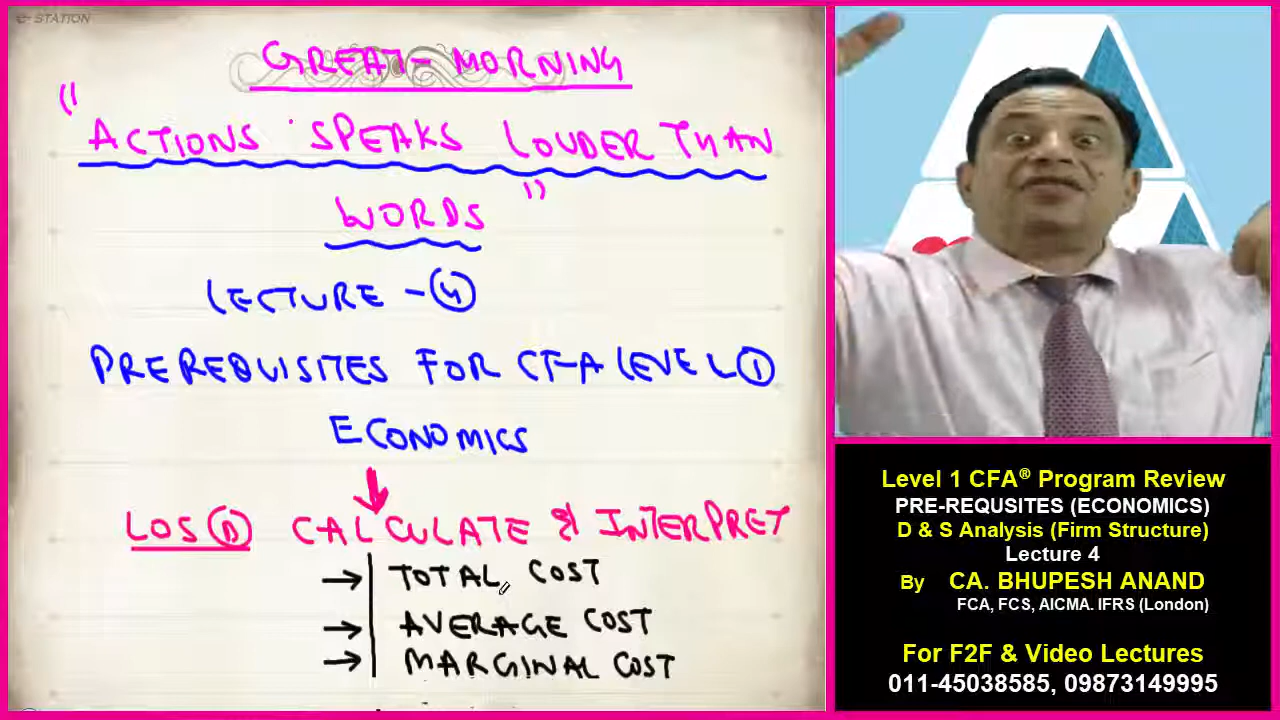 e-STATION
GREAT-MORNING
"ACTIONS SPEAKS LOUDER THAN
WORDS"
LECTURE - (4)
PREREQUISITES FOR CFA LEVEL (1)
ECONOMICS
LOS (D) CALCULATE & INTERPRET
→ TOTAL COST
→ AVERAGE COST
→ MARGINAL COST
Level 1 CFA® Program Review
PRE-REQUSITES (ECONOMICS)
D & S Analysis (Firm Structure)
Lecture 4
By CA. BHUPESH ANAND
FCA, FCS, AICMA. IFRS (London)
For F2F & Video Lectures
011-45038585, 09873149995